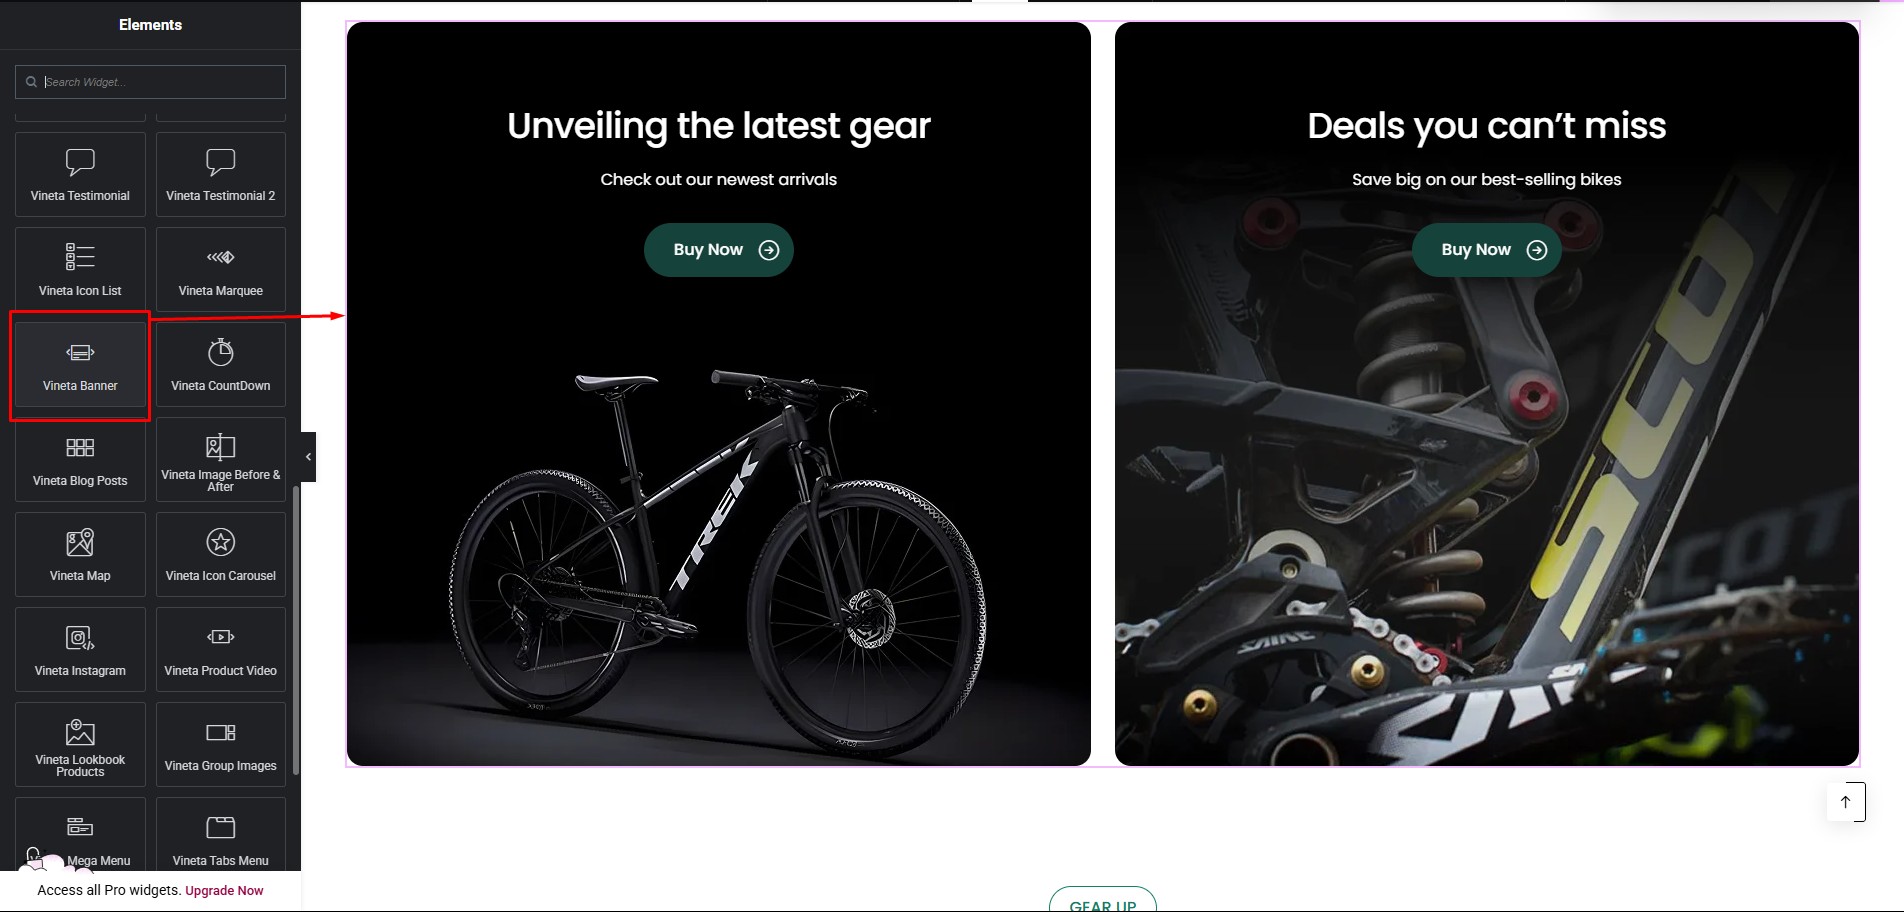 Elements
Search Widget...
Vineta Testimonial
Vineta Testimonial 2
Vineta Icon List
Vineta Marquee
Vineta Banner
Vineta CountDown
Vineta Blog Posts
Vineta Image Before &
After
Vineta Map
Vineta Icon Carousel
Vineta Instagram
Vineta Product Video
Vineta Lookbook
Products
Vineta Group Images
Mega Menu
Vineta Tabs Menu
Access all Pro widgets. Upgrade Now
Unveiling the latest gear
Check out our newest arrivals
Buy Now
TREK
Deals you can’t miss
Save big on our best-selling bikes
Buy Now
SCO
SCOT
SAINT
GEAR UP